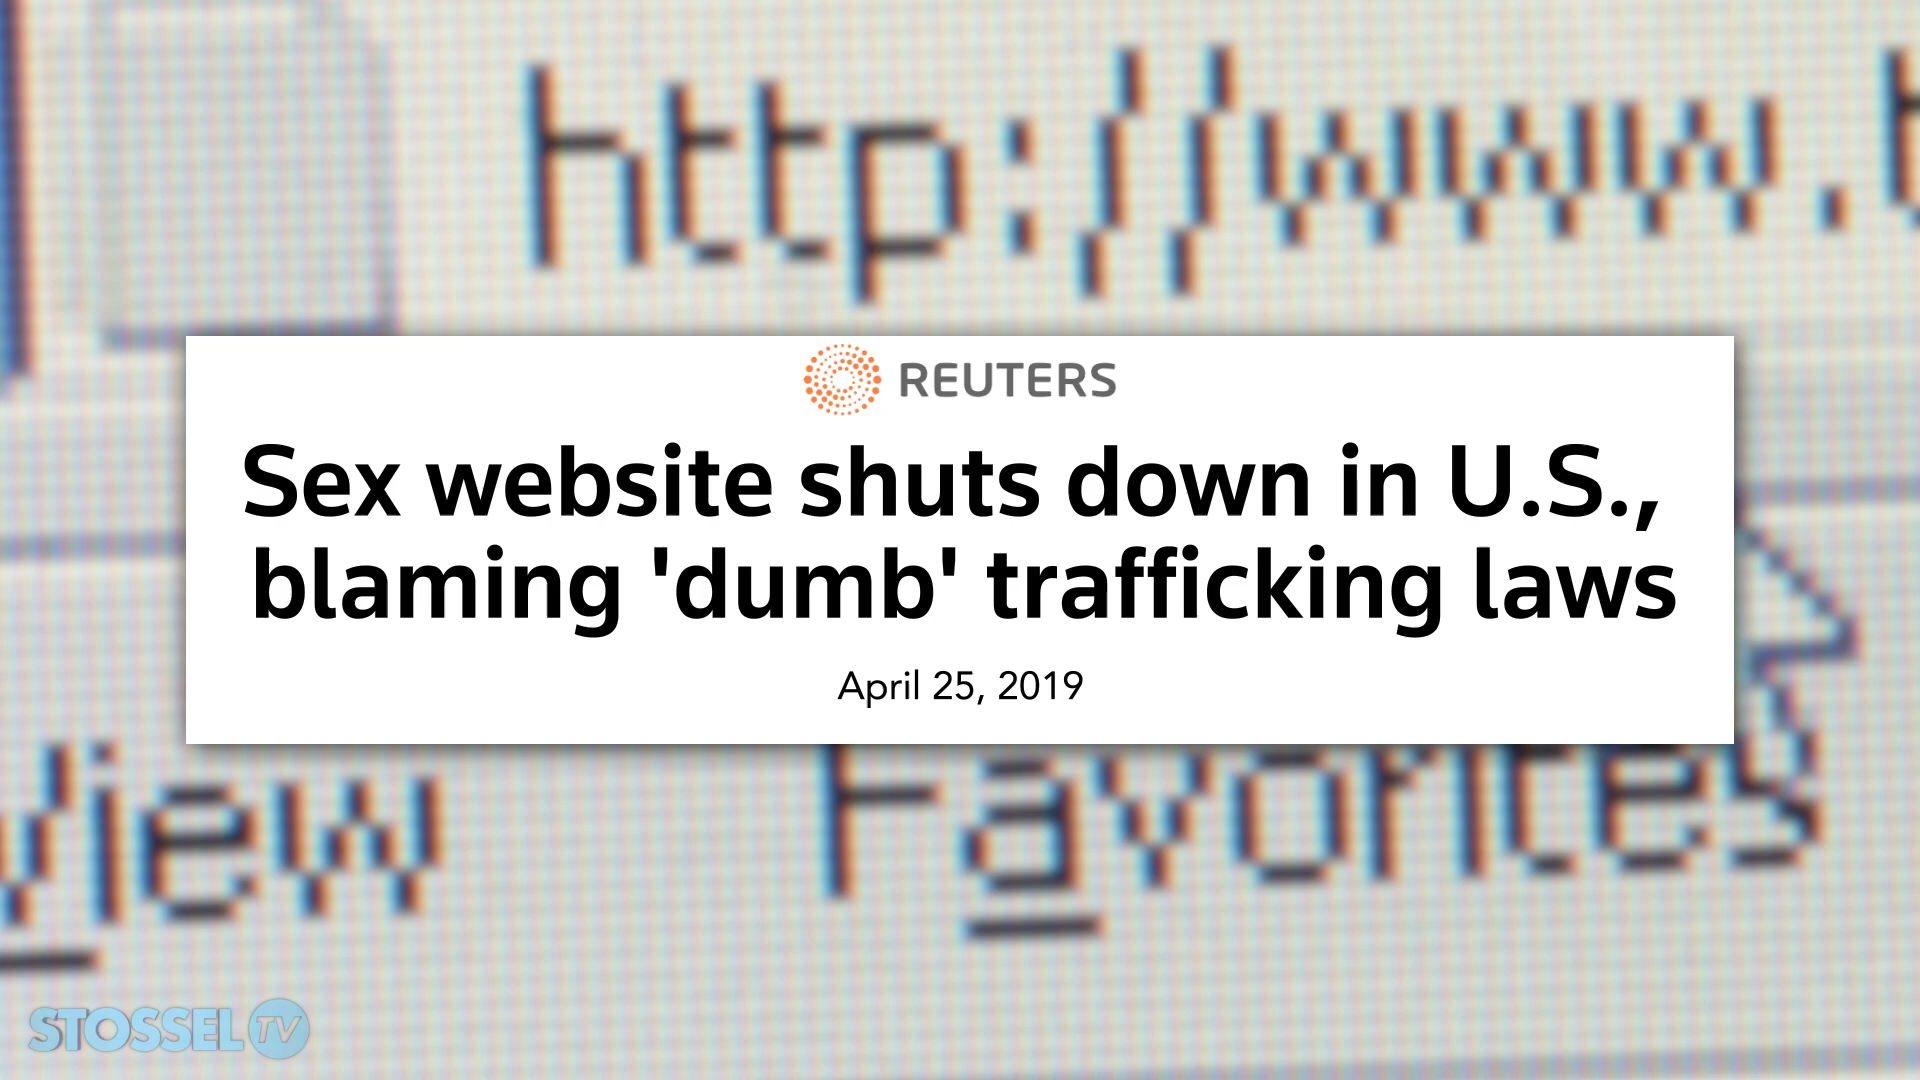 http://www.
REUTERS
Sex website shuts down in U.S.,
blaming 'dumb' trafficking laws
April 25, 2019
View
Favorites
STOSSEL TV